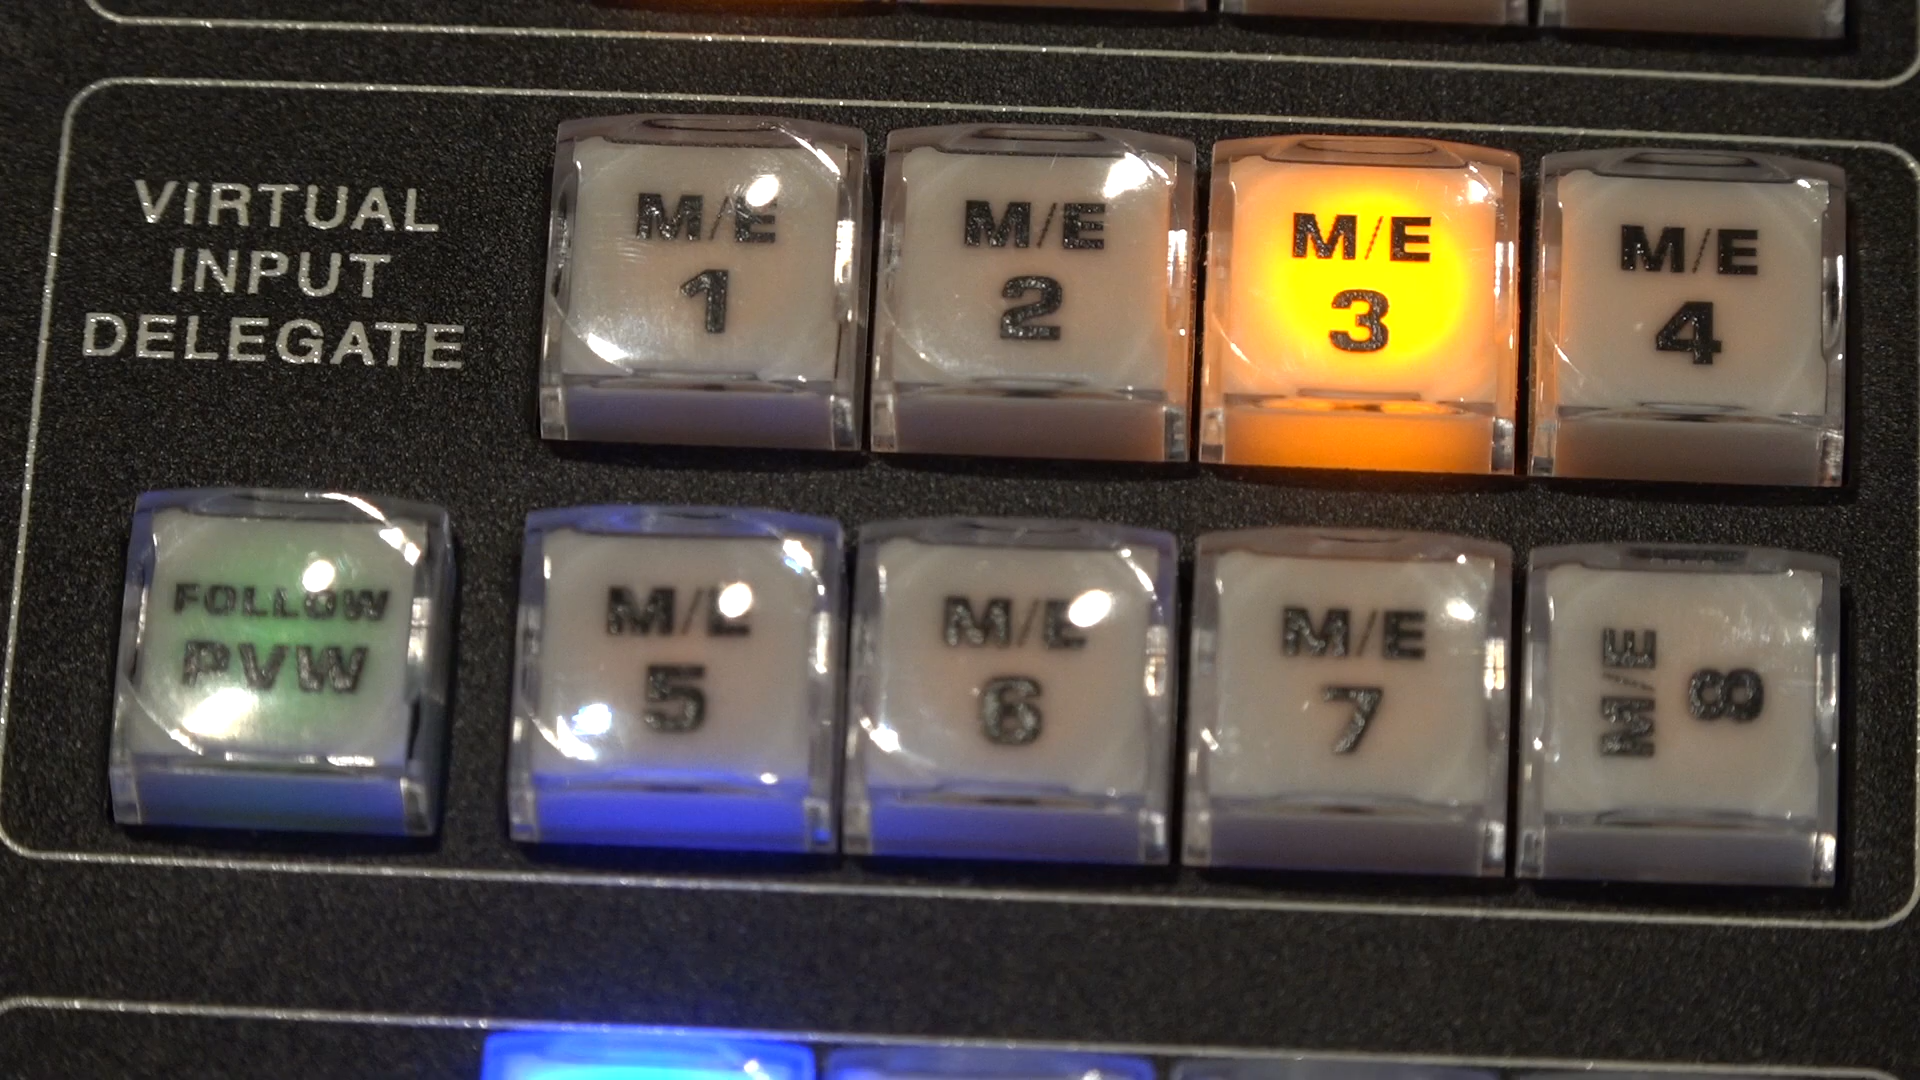 VIRTUAL
INPUT
DELEGATE
M/E
1
M/E
2
M/E
3
M/E
4
FOLLOW
PVW
M/E
5
M/E
6
M/E
7
M/E
8